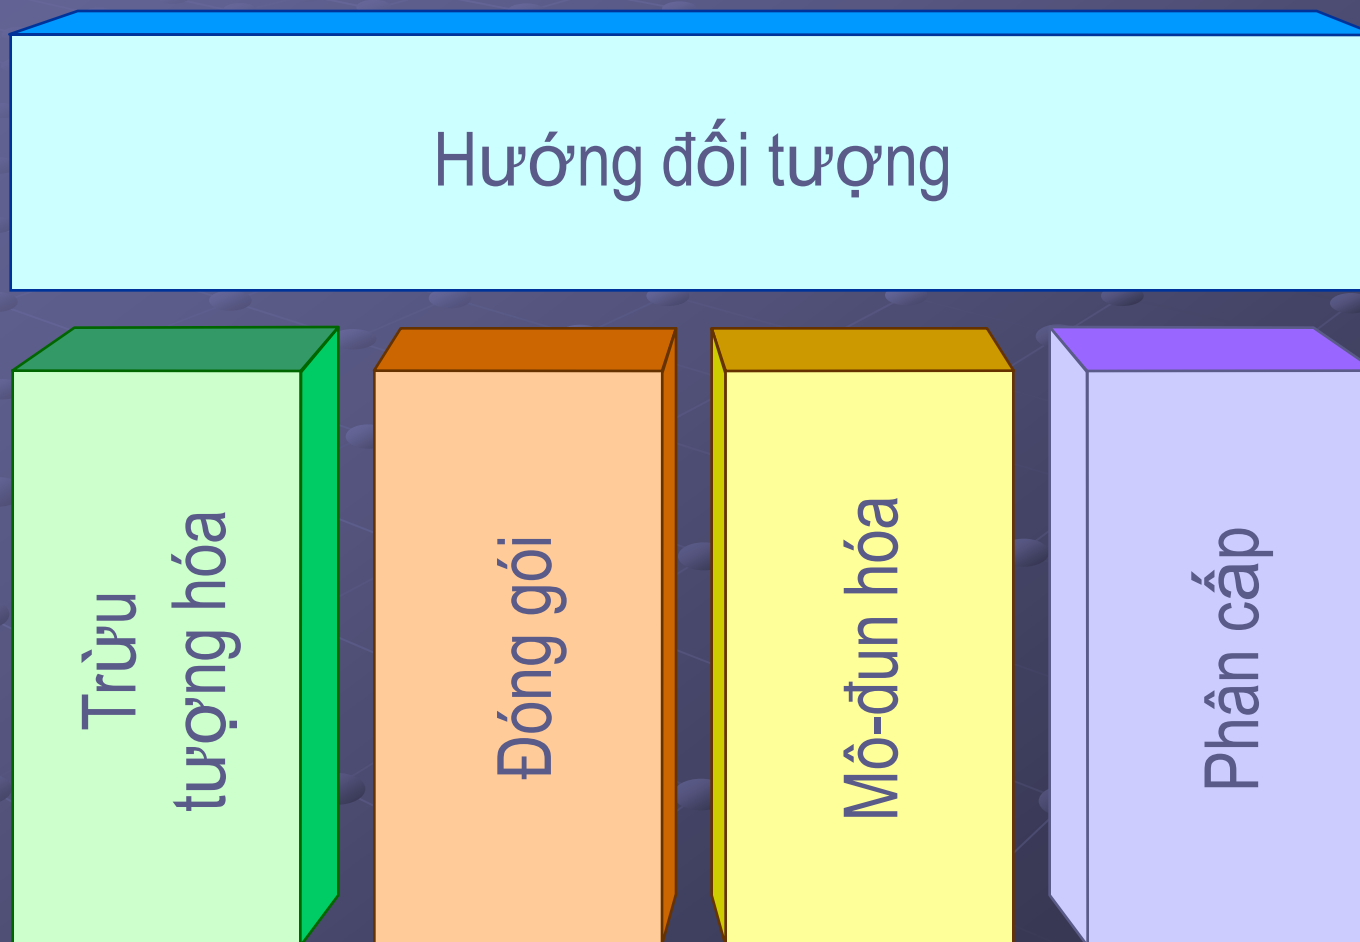 Hướng đối tượng
Trừu
tượng hóa
Đóng gói
Mô-đun hóa
Phân cấp